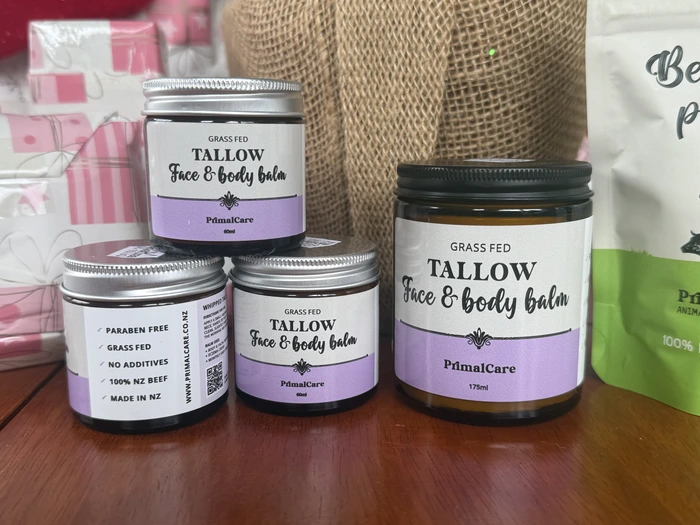 GRASS FED
TALLOW
Face & body balm
PrimalCare
60ml
✓ PARABEN FREE
✓ GRASS FED
✓ NO ADDITIVES
✓ 100% NZ BEEF
✓ MADE IN NZ
WWW.PRIMALCARE.CO.NZ
WHIPPED
GRASS FED
TALLOW
Face & body balm
PrimalCare
60ml
GRASS FED
TALLOW
Face & body balm
PrimalCare
175ml
Be
P
Pri
ANIMA
100%